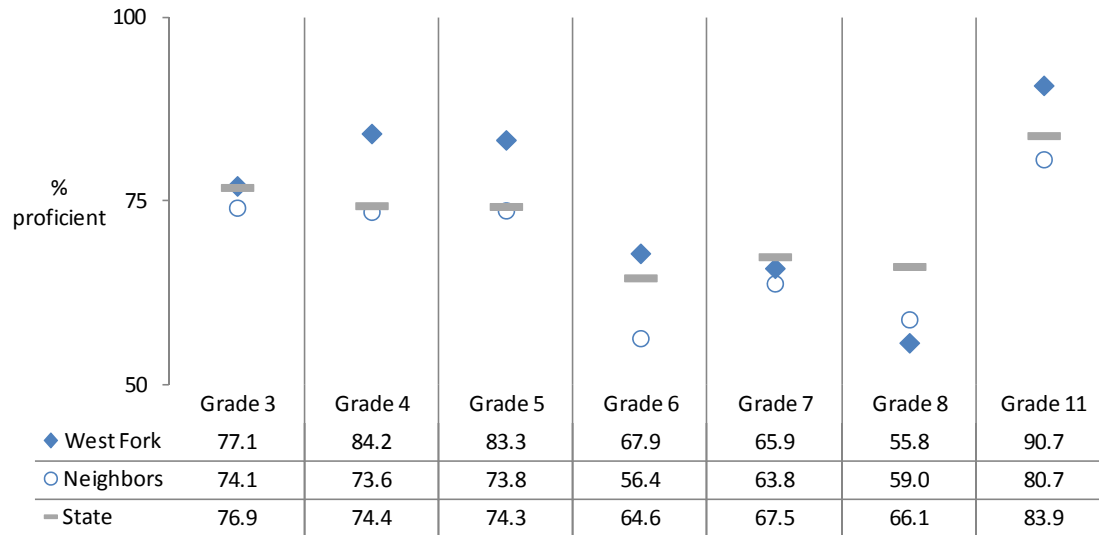 100
75
50
%
proficient
Grade 3 Grade 4 Grade 5 Grade 6 Grade 7 Grade 8 Grade 11
West Fork 77.1 84.2 83.3 67.9 65.9 55.8 90.7
Neighbors 74.1 73.6 73.8 56.4 63.8 59.0 80.7
State 76.9 74.4 74.3 64.6 67.5 66.1 83.9